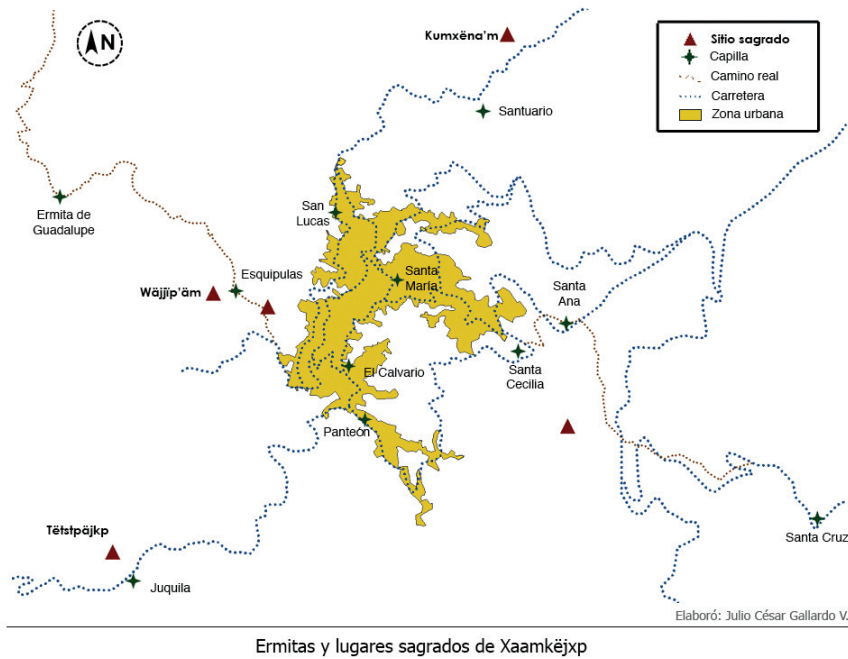 N
Kumxëna'm
Sitio sagrado
Capilla
Camino real
Carretera
Zona urbana
Santuario
Ermita de
Guadalupe
San
Lucas
Esquipulas
Santa
María
Wäjjïp'äm
Santa
Ana
El Calvario
Santa
Cecilia
Panteón
Tëtstpäjkp
Juquila
Santa Cruz
Elaboró: Julio César Gallardo V.
Ermitas y lugares sagrados de Xaamkëjxp